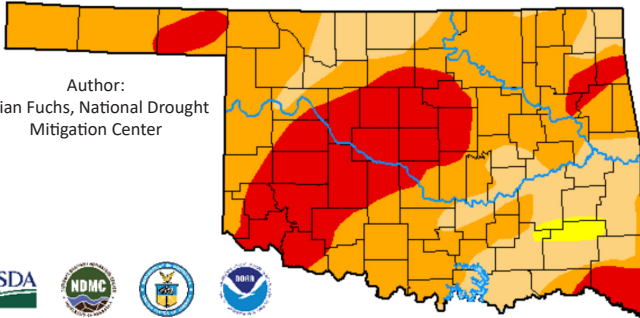 Author:
ian Fuchs, National Drought
Mitigation Center
SDA
NDMC
NOAA